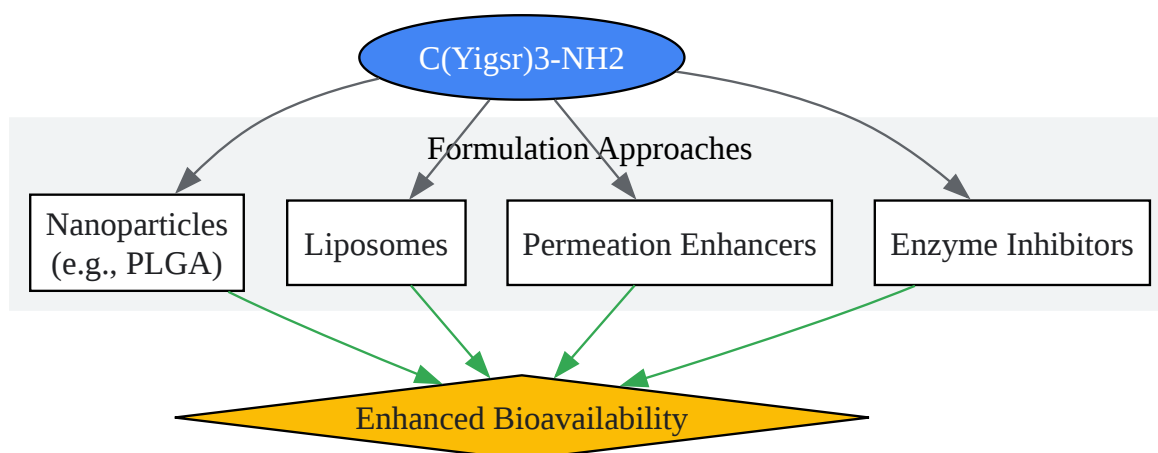 C(Yigsr)3-NH2
Formulation Approaches
Nanoparticles
(e.g., PLGA)
Liposomes
Permeation Enhancers
Enzyme Inhibitors
Enhanced Bioavailability